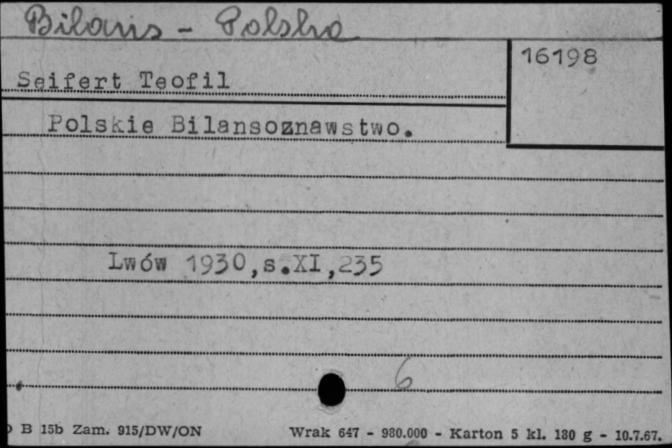 Bilans - Polska
16198
Seifert Teofil
Polskie Bilansoznawstwo.
Lwów 1930,s.XI,235
6
B 15b Zam. 915/DW/ON Wrak 647 - 980.000 - Karton 5 kl. 180 g - 10.7.67.